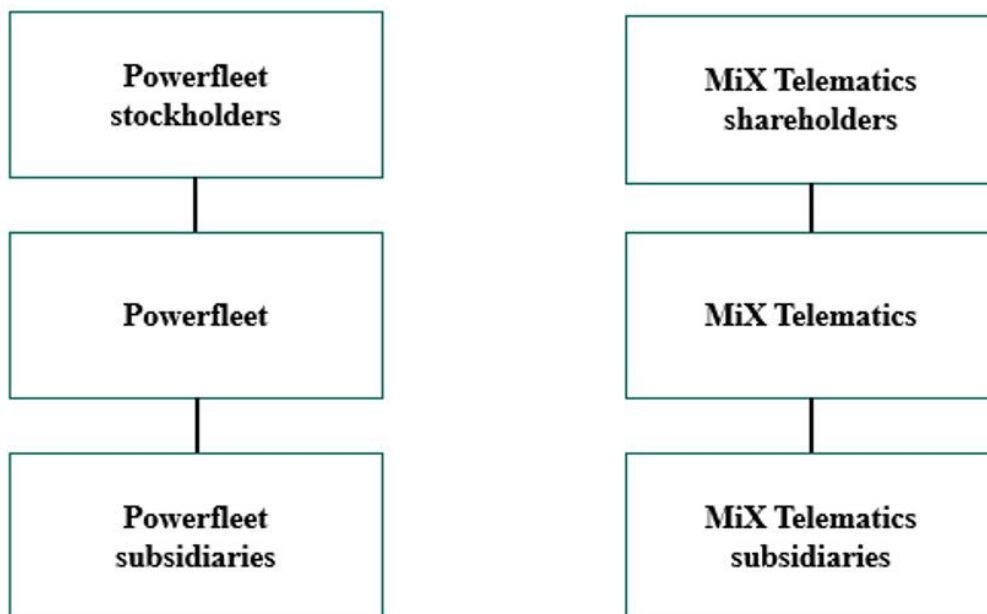 Powerfleet
stockholders
MiX Telematics
shareholders
Powerfleet
MiX Telematics
Powerfleet
subsidiaries
MiX Telematics
subsidiaries